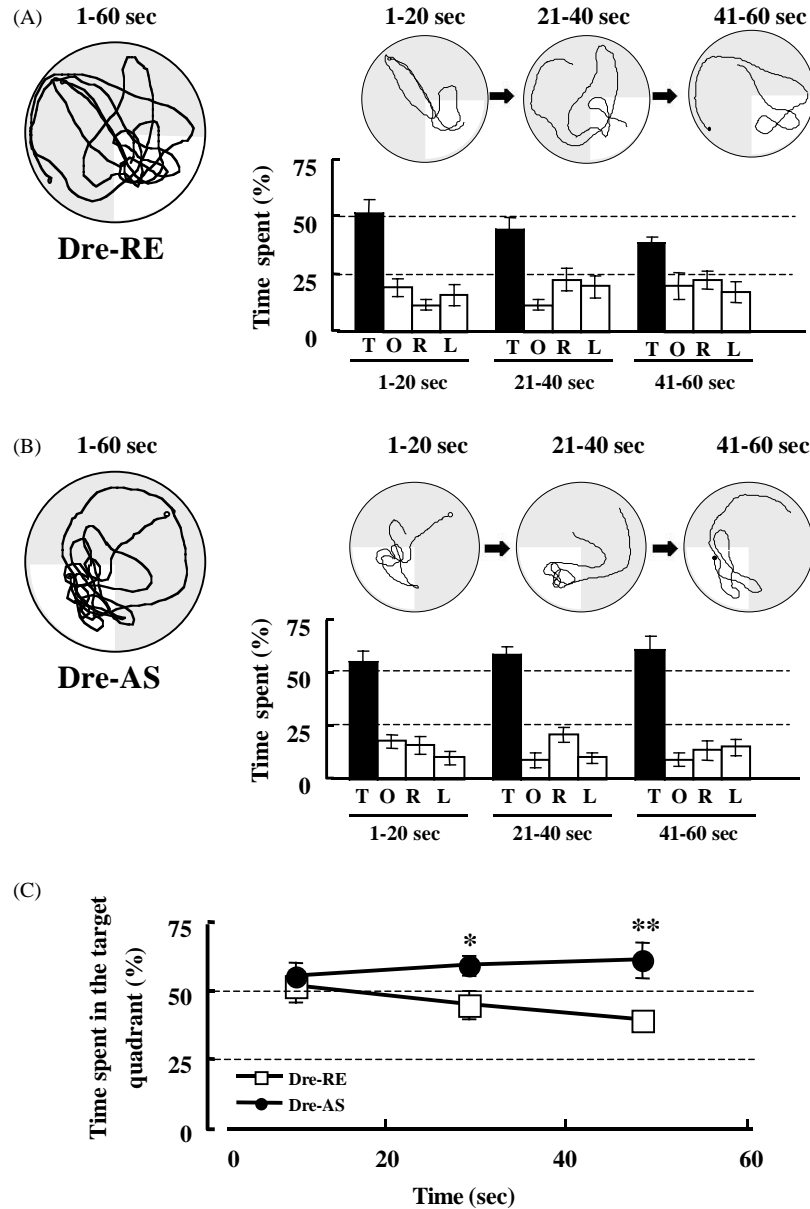 (A)
1-60 sec
1-20 sec
21-40 sec
41-60 sec
Dre-RE
Time spent (%)
75
50
25
0
T O R L
T O R L
T O R L
1-20 sec
21-40 sec
41-60 sec
(B)
1-60 sec
1-20 sec
21-40 sec
41-60 sec
Dre-AS
Time spent (%)
75
50
25
0
T O R L
T O R L
T O R L
1-20 sec
21-40 sec
41-60 sec
(C)
Time spent in the target
quadrant (%)
75
50
25
0
*
**
Dre-RE
Dre-AS
0
20
40
60
Time (sec)